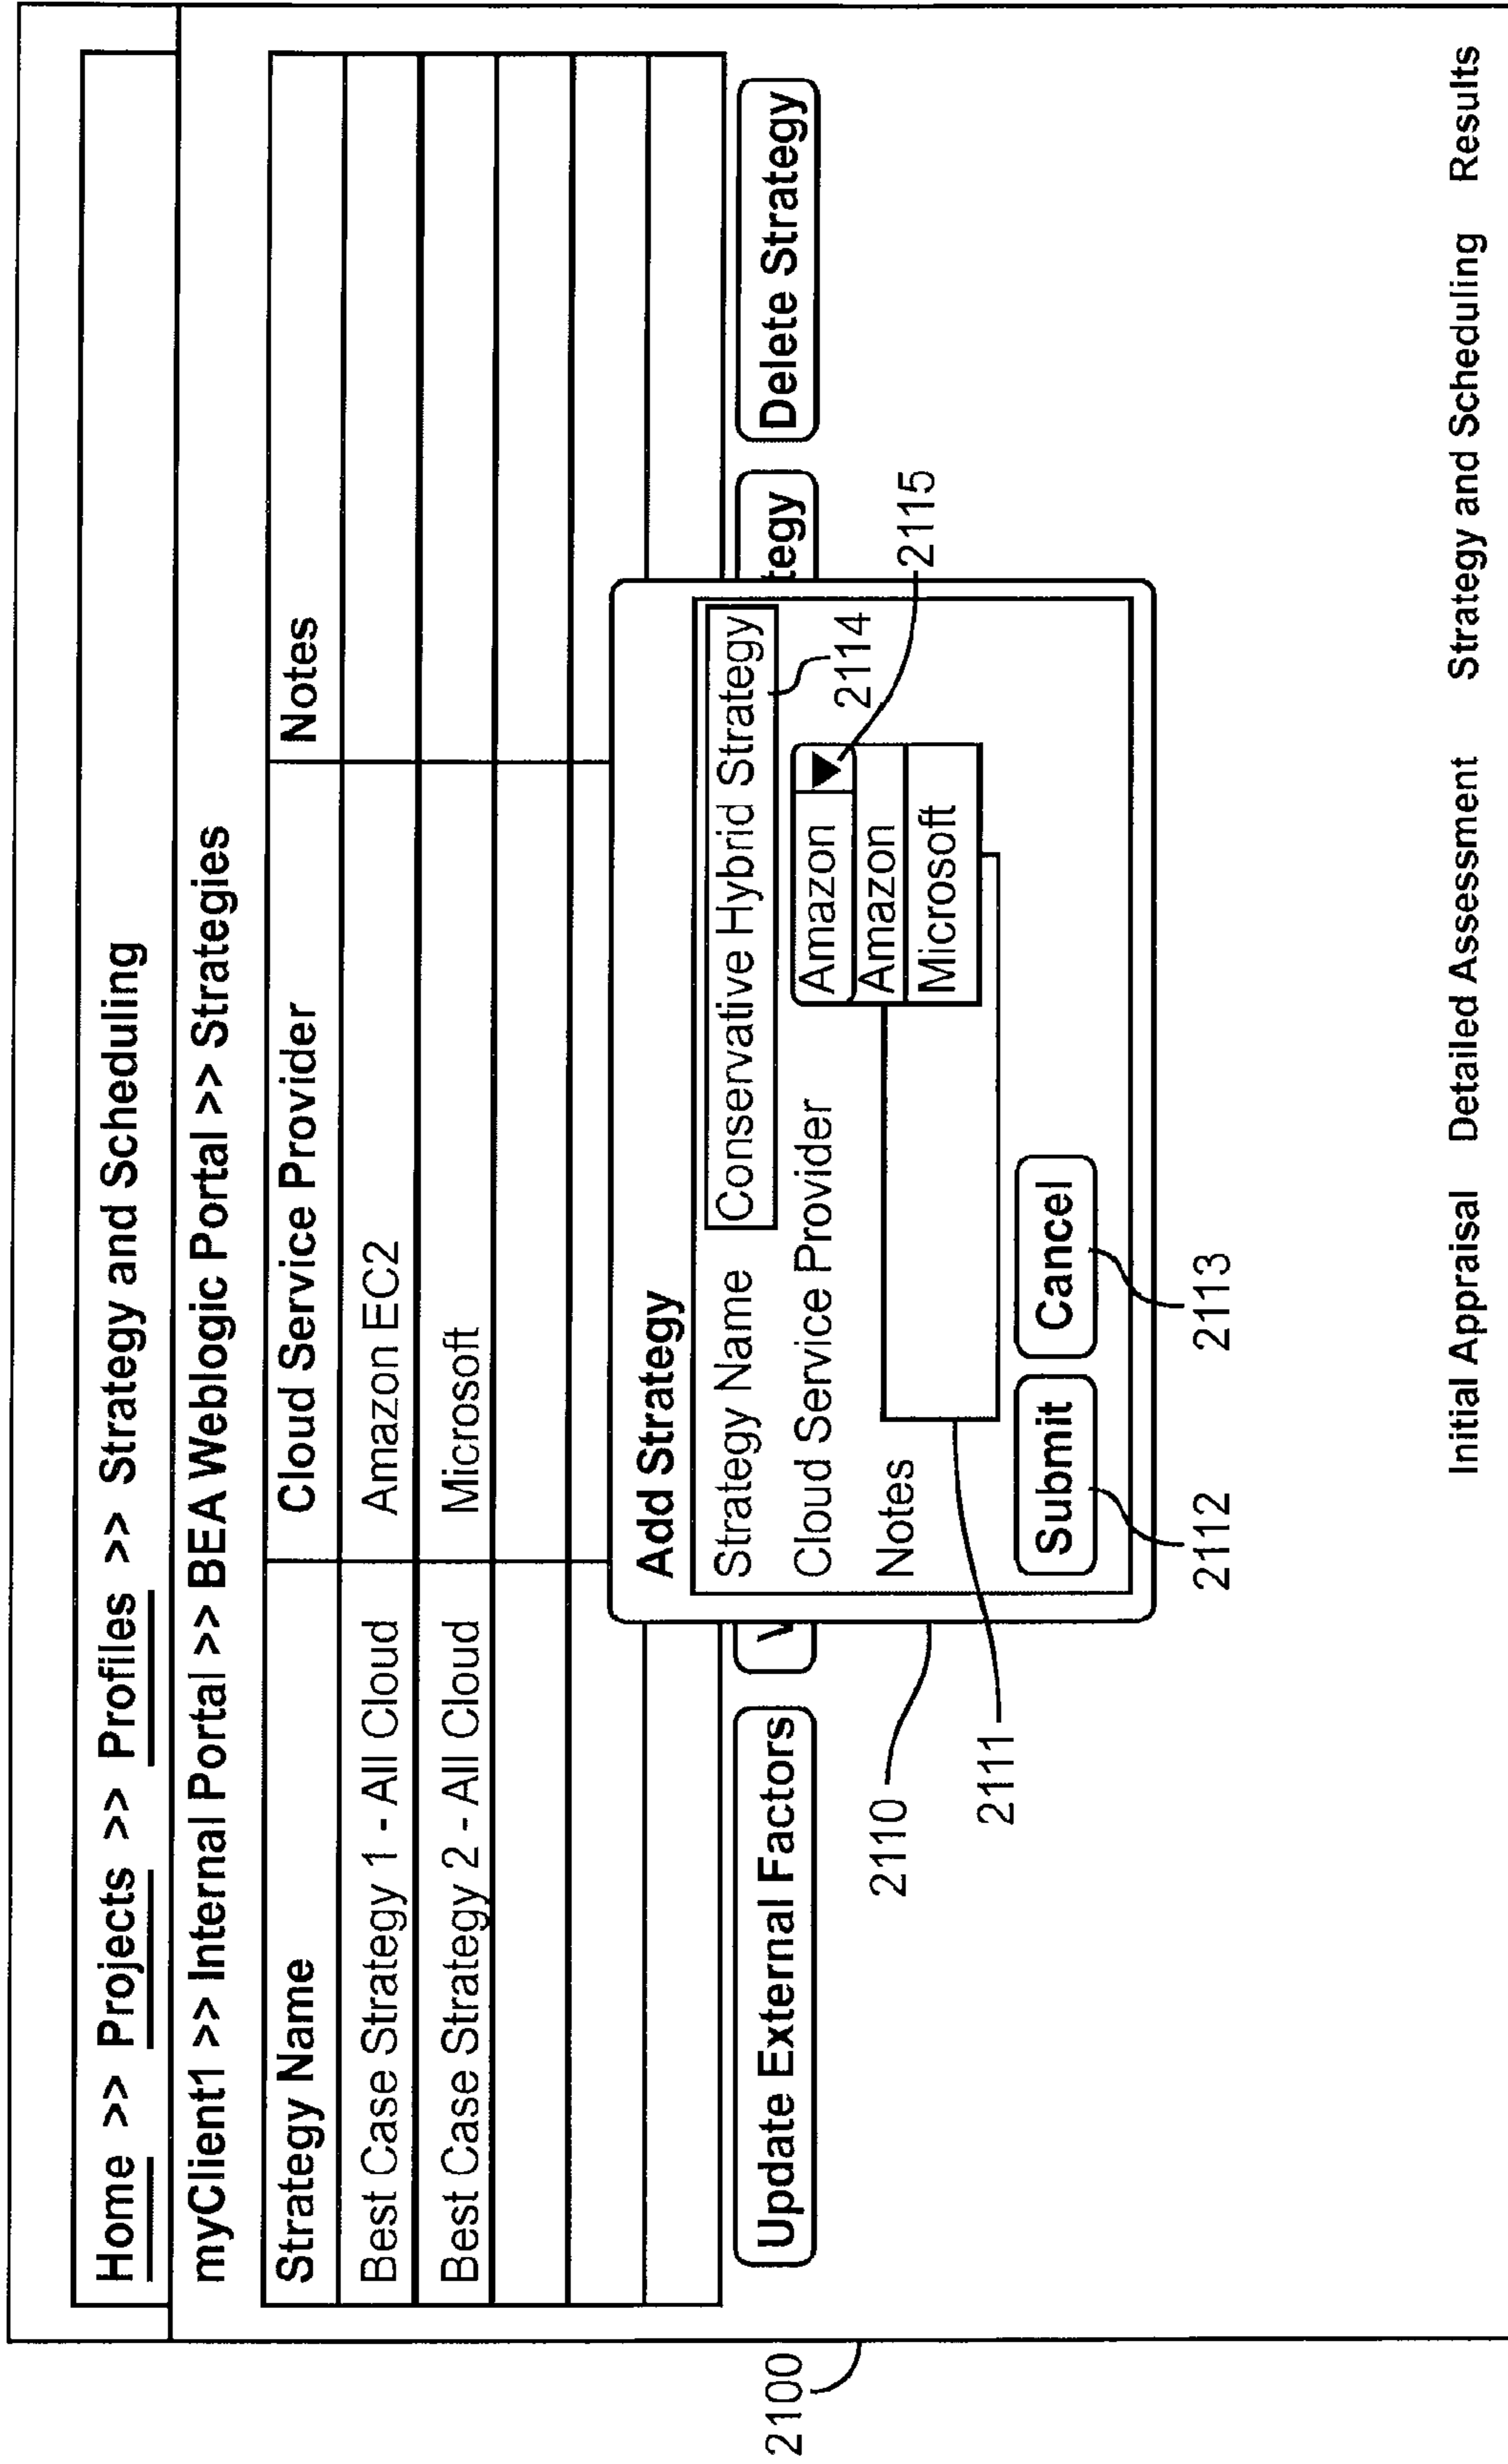 Home >> Projects >> Profiles >> Strategy and Scheduling
myClient1 >> Internal Portal >> BEA Weblogic Portal >> Strategies
Strategy Name Cloud Service Provider Notes
Best Case Strategy 1 - All Cloud Amazon EC2
Best Case Strategy 2 - All Cloud Microsoft
Update External Factors V tegy Delete Strategy
Add Strategy
Strategy Name Conservative Hybrid Strategy
Cloud Service Provider Amazon
Amazon
Microsoft
Notes
Submit Cancel
2100
2110
2111
2112
2113
2114
2115
Initial Appraisal Detailed Assessment Strategy and Scheduling Results